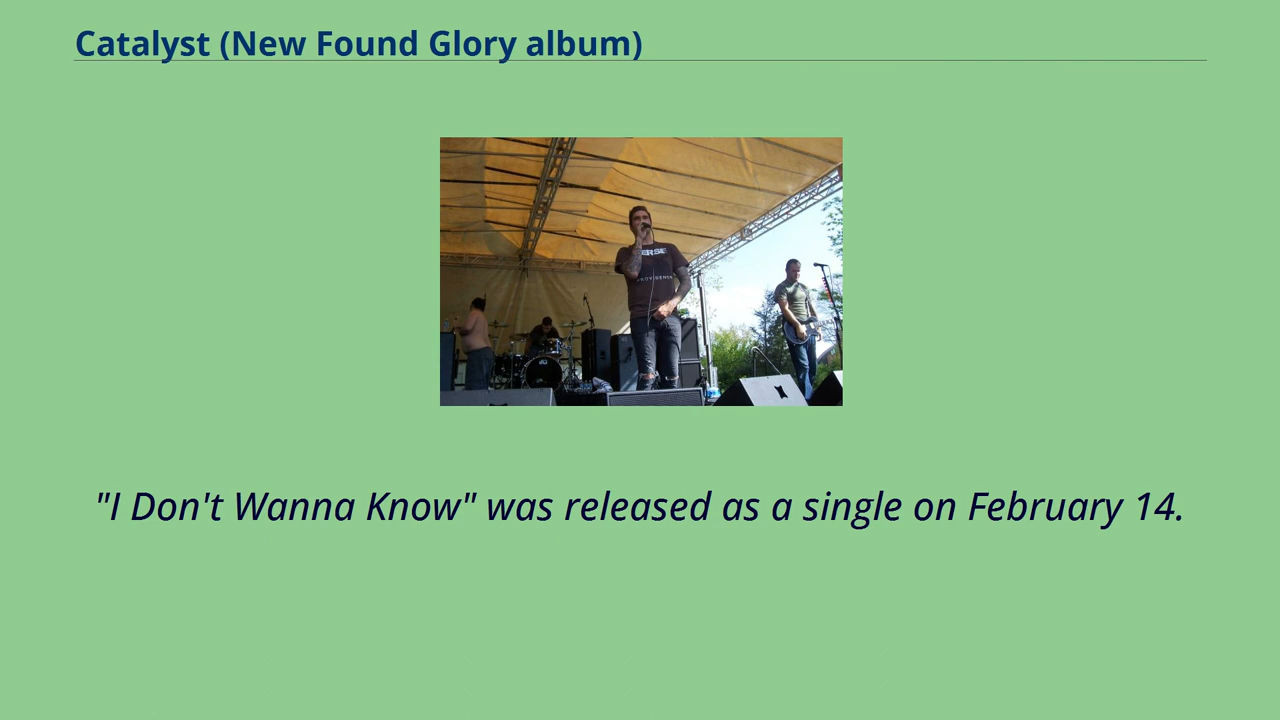 Catalyst (New Found Glory album)
"I Don't Wanna Know" was released as a single on February 14.